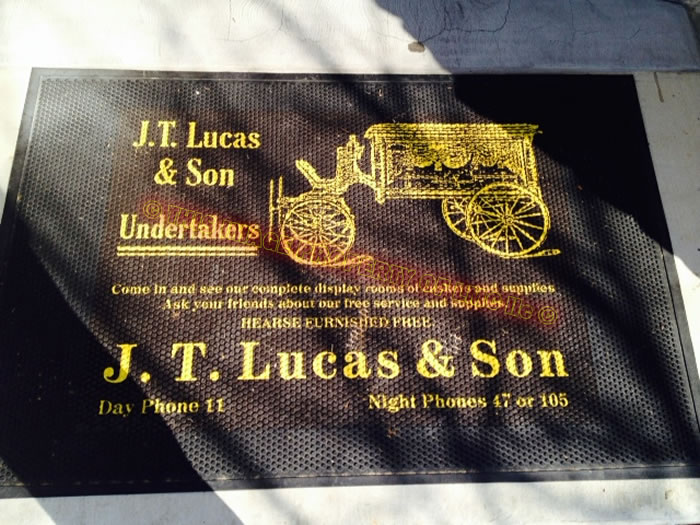 J.T. Lucas
& Son
Undertakers
Come in and see our complete display rooms of caskets and supplies
Ask your friends about our free service and supplies
HEARSE FURNISHED FREE
J. T. Lucas & Son
Day Phone 11
Night Phones 47 or 105